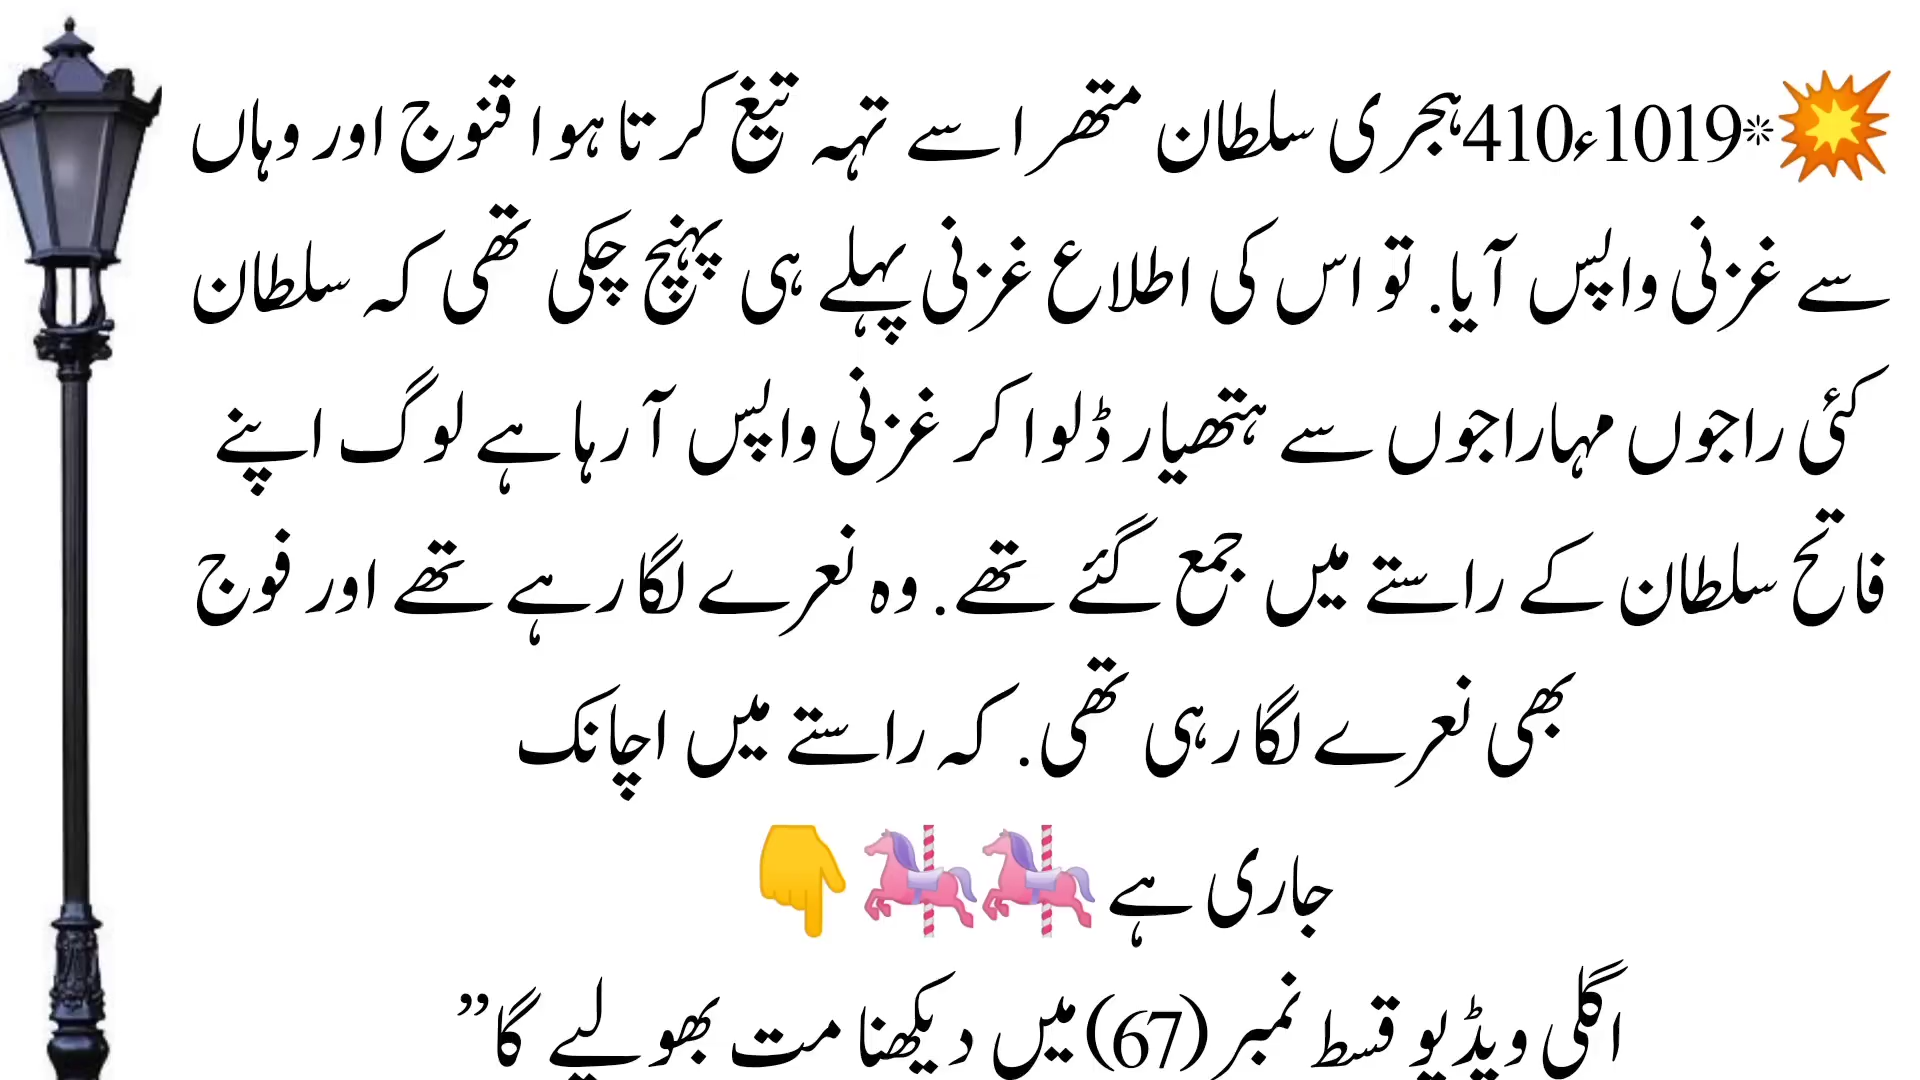 💥*1019ء410ہجری سلطان متھرا سے تہہ تیغ کرتا ہوا قنوج اور وہاں
سے غزنی واپس آیا. تو اس کی اطلاع غزنی پہلے ہی پہنچ چکی تھی کہ سلطان
کئی راجوں مہاراجوں سے ہتھیار ڈلوا کر غزنی واپس آ رہا ہے لوگ اپنے
فاتح سلطان کے راستے میں جمع گئے تھے. وہ نعرے لگا رہے تھے اور فوج
بھی نعرے لگا رہی تھی. کہ راستے میں اچانک
جاری ہے 🎠🎠👇
اگلی ویڈیو قسط نمبر (67) میں دیکھنا مت بھولیے گا”